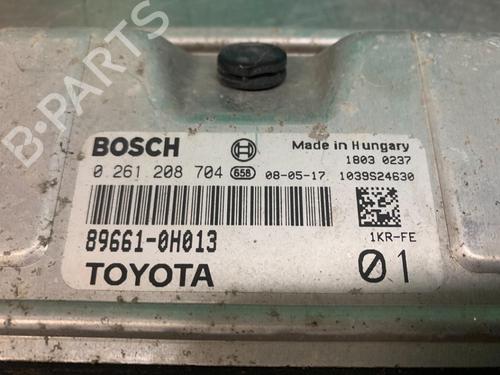 B-PARTS
BOSCH
Made in Hungary
1803 0237
0 261 208 704 658 08-05-17 1039S24630
89661-0H013
1KR-FE
TOYOTA
01